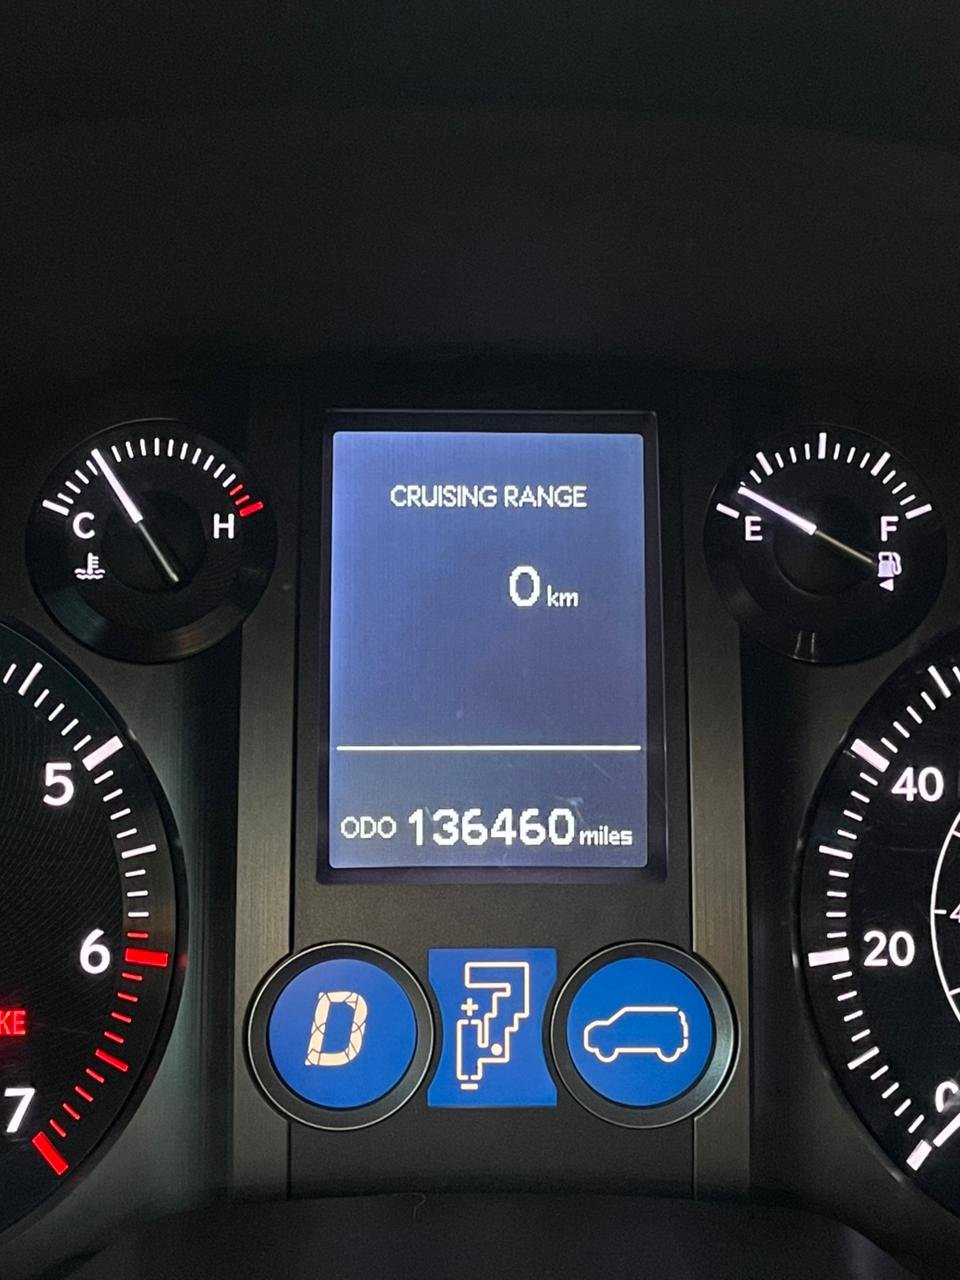 CRUISING RANGE
C H
E F
0 km
5
40
ODO 136460 miles
6
20
D
7